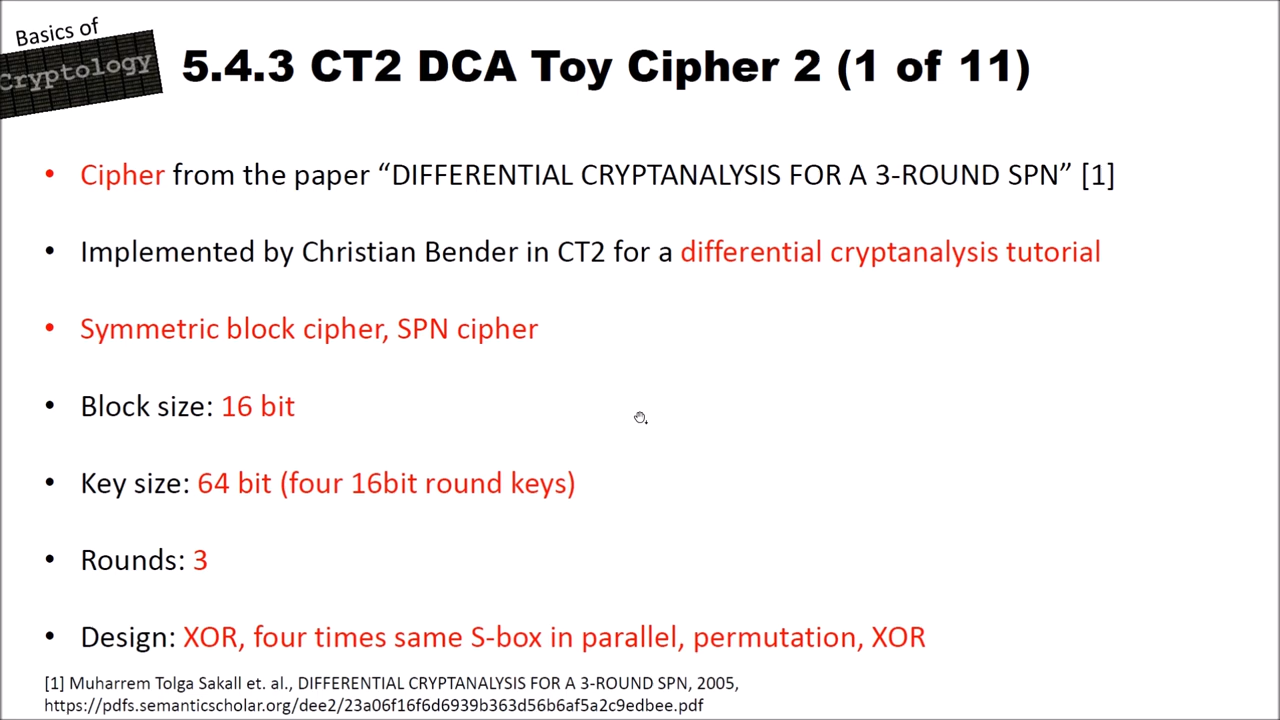 Basics of
Cryptology
5.4.3 CT2 DCA Toy Cipher 2 (1 of 11)
• Cipher from the paper “DIFFERENTIAL CRYPTANALYSIS FOR A 3-ROUND SPN” [1]
• Implemented by Christian Bender in CT2 for a differential cryptanalysis tutorial
• Symmetric block cipher, SPN cipher
• Block size: 16 bit
• Key size: 64 bit (four 16bit round keys)
• Rounds: 3
• Design: XOR, four times same S-box in parallel, permutation, XOR
[1] Muharrem Tolga Sakall et. al., DIFFERENTIAL CRYPTANALYSIS FOR A 3-ROUND SPN, 2005,
https://pdfs.semanticscholar.org/dee2/23a06f16f6d6939b363d56b6af5a2c9edbee.pdf